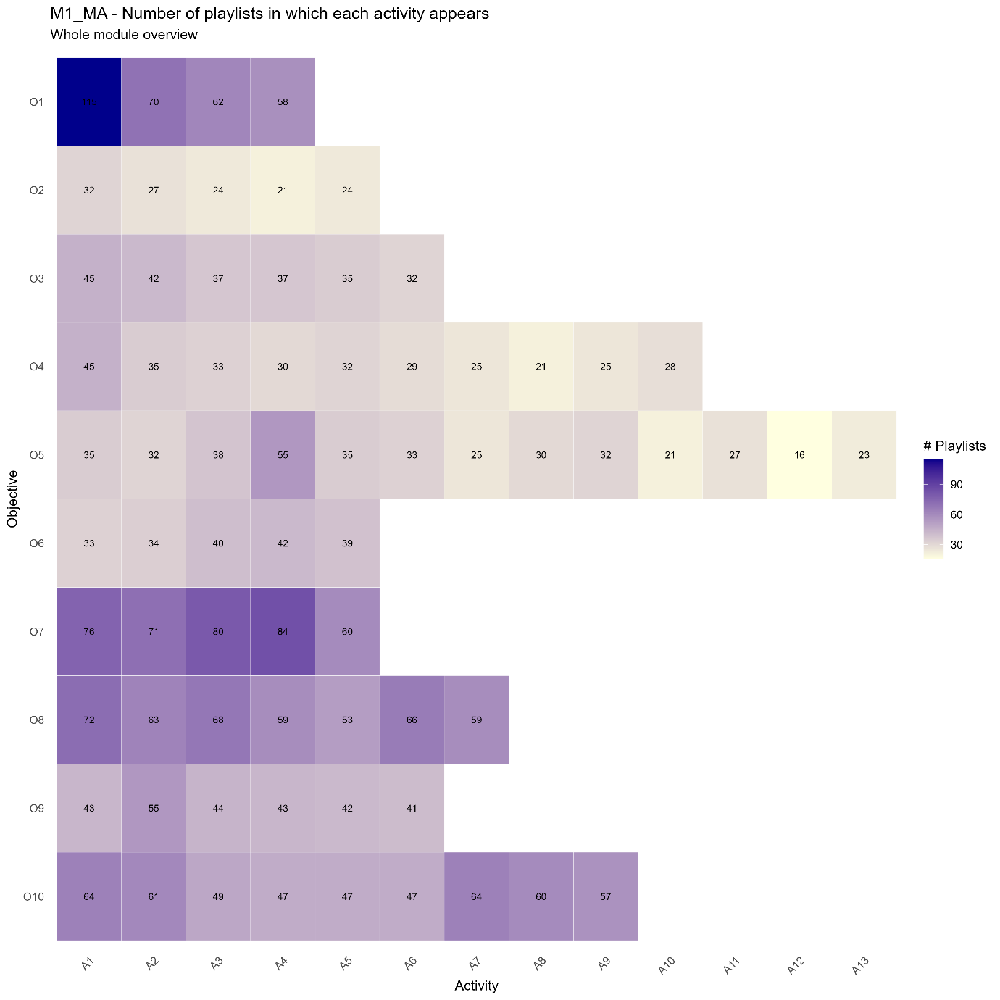 M1_MA - Number of playlists in which each activity appears
Whole module overview
O1 115 70 62 58
O2 32 27 24 21 24
O3 45 42 37 37 35 32
O4 45 35 33 30 32 29 25 21 25 28
O5 35 32 38 55 35 33 25 30 32 21 27 16 23
O6 33 34 40 42 39
O7 76 71 80 84 60
O8 72 63 68 59 53 66 59
O9 43 55 44 43 42 41
O10 64 61 49 47 47 47 64 60 57
A1 A2 A3 A4 A5 A6 A7 A8 A9 A10 A11 A12 A13
Activity
Objective
# Playlists
90
60
30